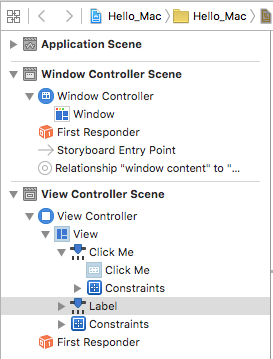 Hello_Mac Hello_Mac
Application Scene
Window Controller Scene
Window Controller
Window
First Responder
Storyboard Entry Point
Relationship "window content" to "...
View Controller Scene
View Controller
View
Click Me
Click Me
Constraints
Label
Constraints
First Responder